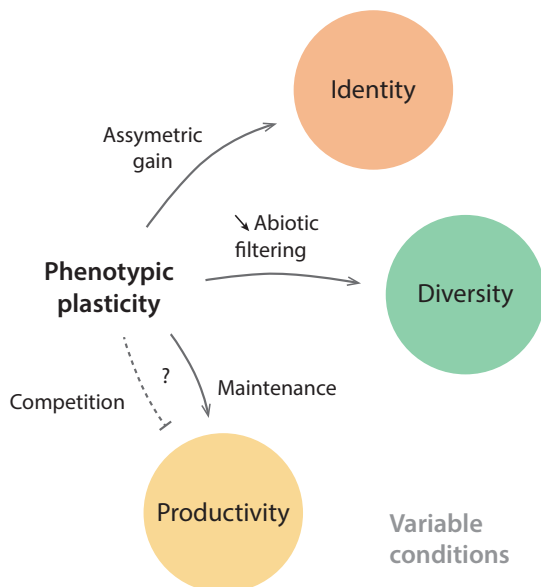 Identity
Assymetric
gain
↘ Abiotic
filtering
Phenotypic
plasticity
Diversity
?
Maintenance
Competition
Productivity
Variable
conditions